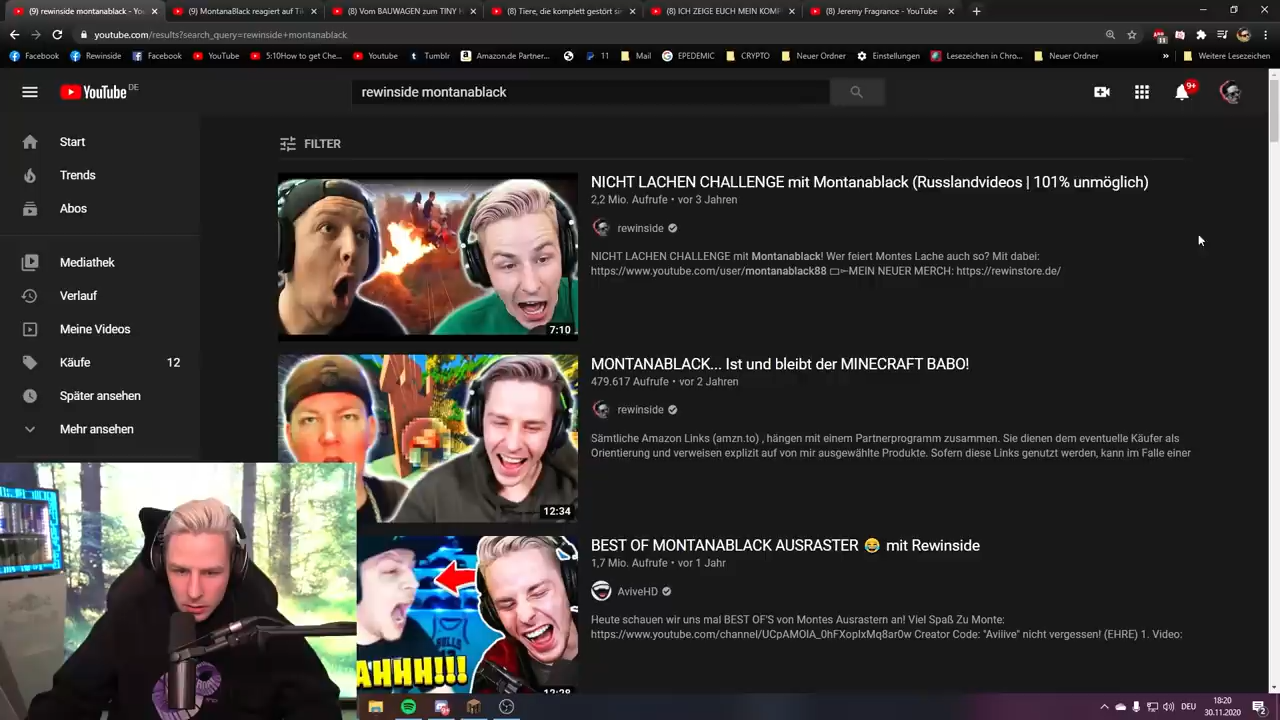 (9) rewinside montanablack - You
(9) MontanaBlack reagiert auf Ti
(8) Vom BAUWAGEN zum TINY H
(8) Tiere, die komplett gestört sin
(8) ICH ZEIGE EUCH MEIN KOMP
(8) Jeremy Fragrance - YouTube
youtube.com/results?search_query=rewinside+montanablack
Facebook
Rewinside
Facebook
YouTube
5:10How to get Che...
Youtube
Tumblr
Amazon.de Partner...
11
Mail
EPEDEMIC
CRYPTO
Neuer Ordner
Einstellungen
Lesezeichen in Chro...
Neuer Ordner
»
Weitere Lesezeichen
YouTube DE
rewinside montanablack
9+
Start
Trends
Abos
Mediathek
Verlauf
Meine Videos
Käufe 12
Später ansehen
Mehr ansehen
FILTER
7:10
NICHT LACHEN CHALLENGE mit Montanablack (Russlandvideos | 101% unmöglich)
2,2 Mio. Aufrufe • vor 3 Jahren
rewinside
NICHT LACHEN CHALLENGE mit Montanablack! Wer feiert Montes Lache auch so? Mit dabei:
https://www.youtube.com/user/montanablack88 ▭►MEIN NEUER MERCH: https://rewinstore.de/
12:34
MONTANABLACK... Ist und bleibt der MINECRAFT BABO!
479.617 Aufrufe • vor 2 Jahren
rewinside
Sämtliche Amazon Links (amzn.to) , hängen mit einem Partnerprogramm zusammen. Sie dienen dem eventuelle Käufer als
Orientierung und verweisen explizit auf von mir ausgewählte Produkte. Sofern diese Links genutzt werden, kann im Falle einer
AHHH!!!
BEST OF MONTANABLACK AUSRASTER 😂 mit Rewinside
1,7 Mio. Aufrufe • vor 1 Jahr
AviveHD
Heute schauen wir uns mal BEST OF'S von Montes Ausrastern an! Viel Spaß Zu Monte:
https://www.youtube.com/channel/UCpAMOlA_0hFXopIxMq8ar0w Creator Code: "Aviiive" nicht vergessen! (EHRE) 1. Video:
DEU
18:20
30.11.2020
2